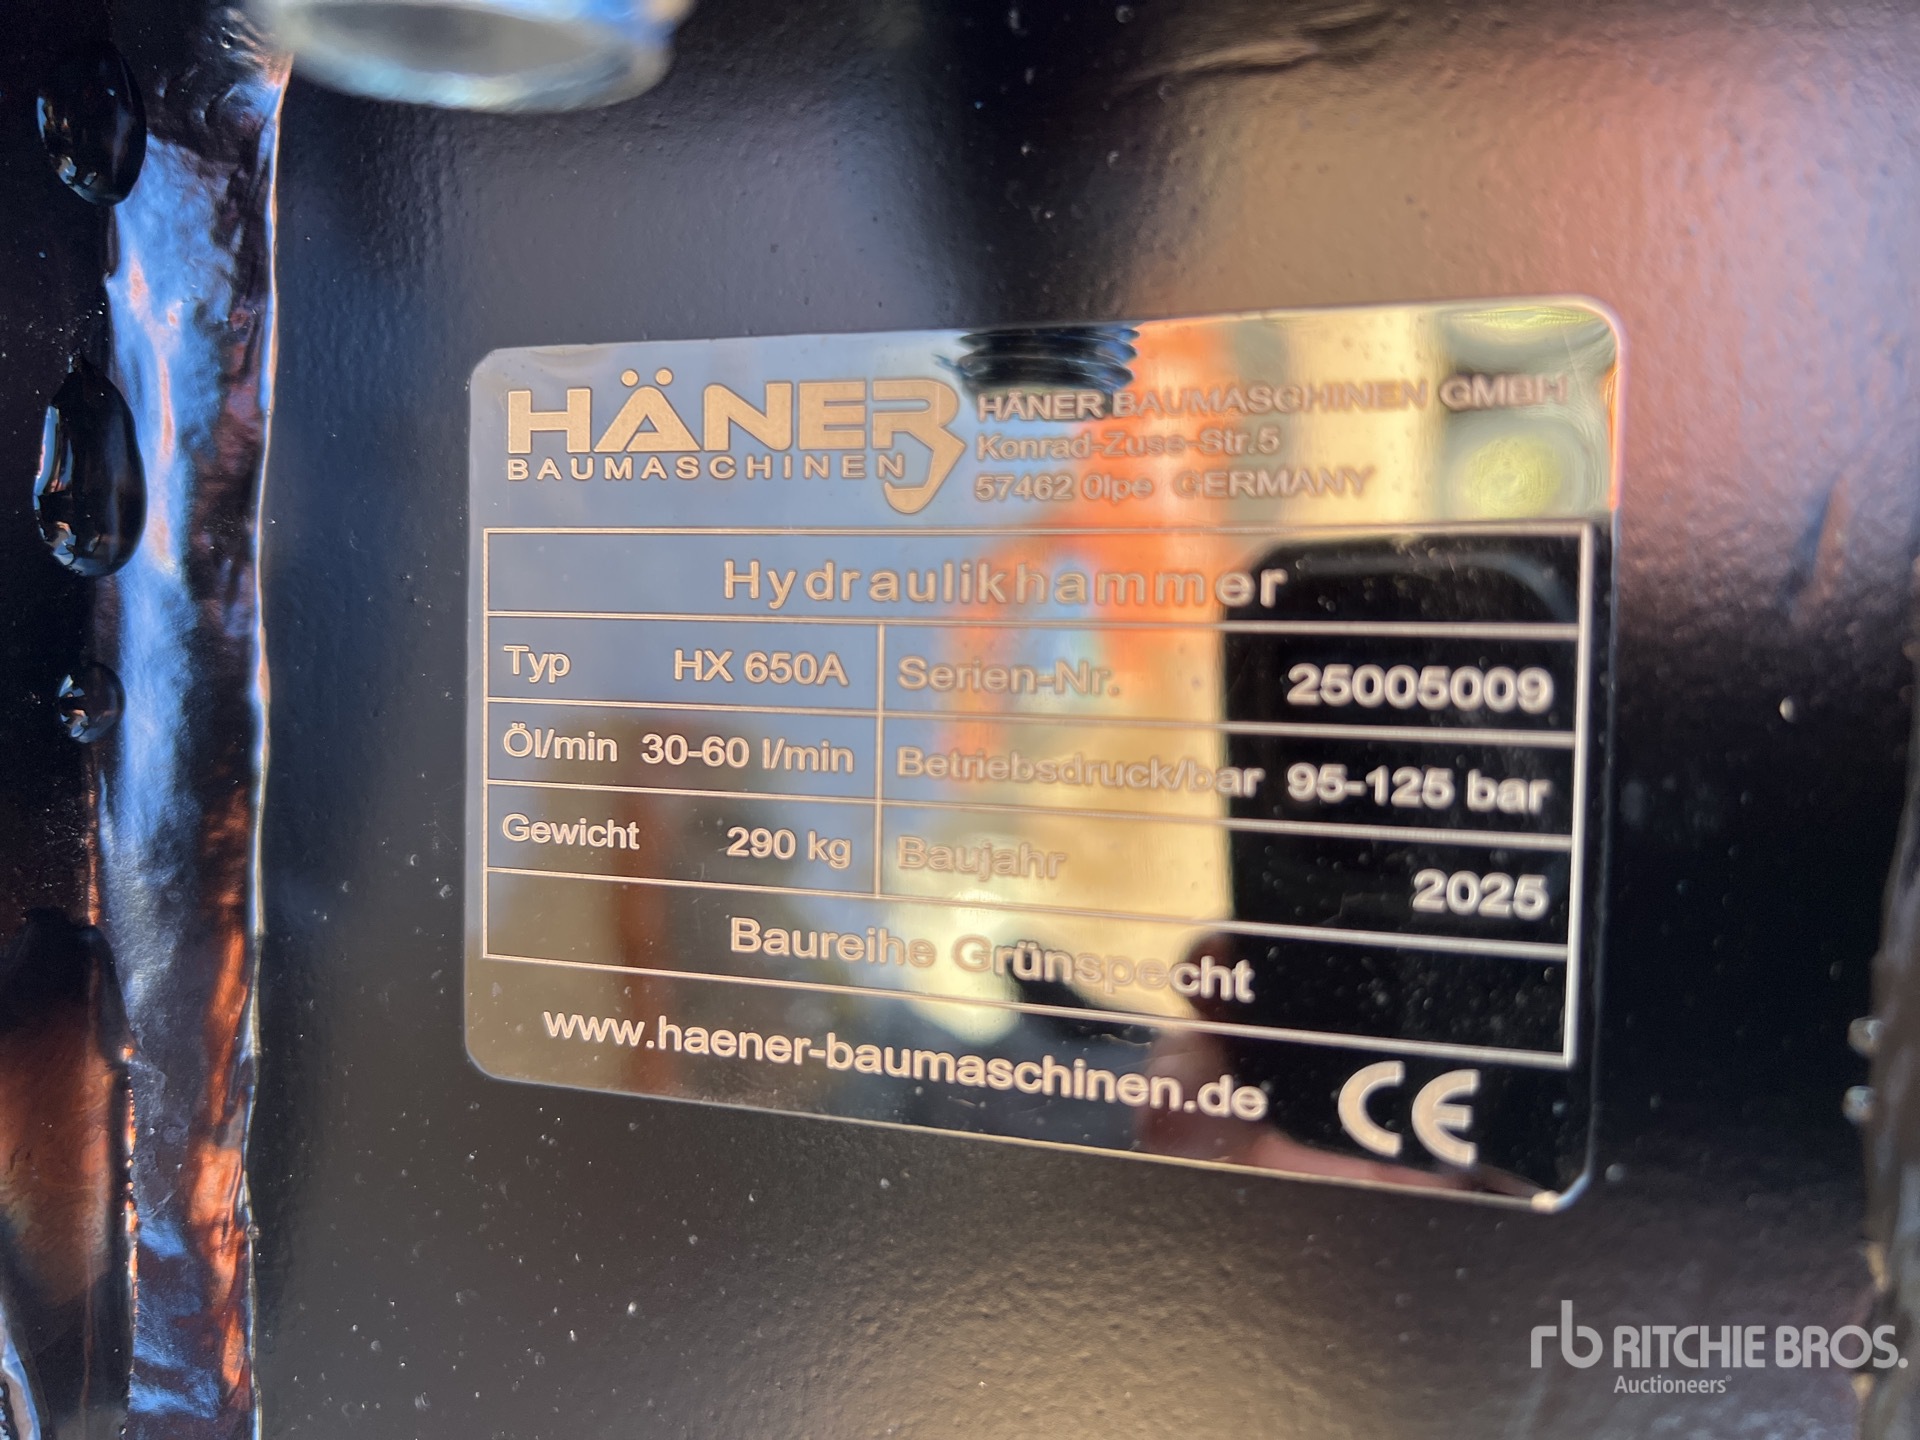 HÄNER
BAUMASCHINEN
HÄNER BAUMASCHINEN GMBH
Konrad-Zuse-Str.5
57462 Olpe GERMANY
Hydraulikhammer
Typ HX 650A Serien-Nr. 25005009
Öl/min 30-60 l/min Betriebsdruck/bar 95-125 bar
Gewicht 290 kg Baujahr 2025
Baureihe Grünspecht
www.haener-baumaschinen.de CE
rb RITCHIE BROS.
Auctioneers